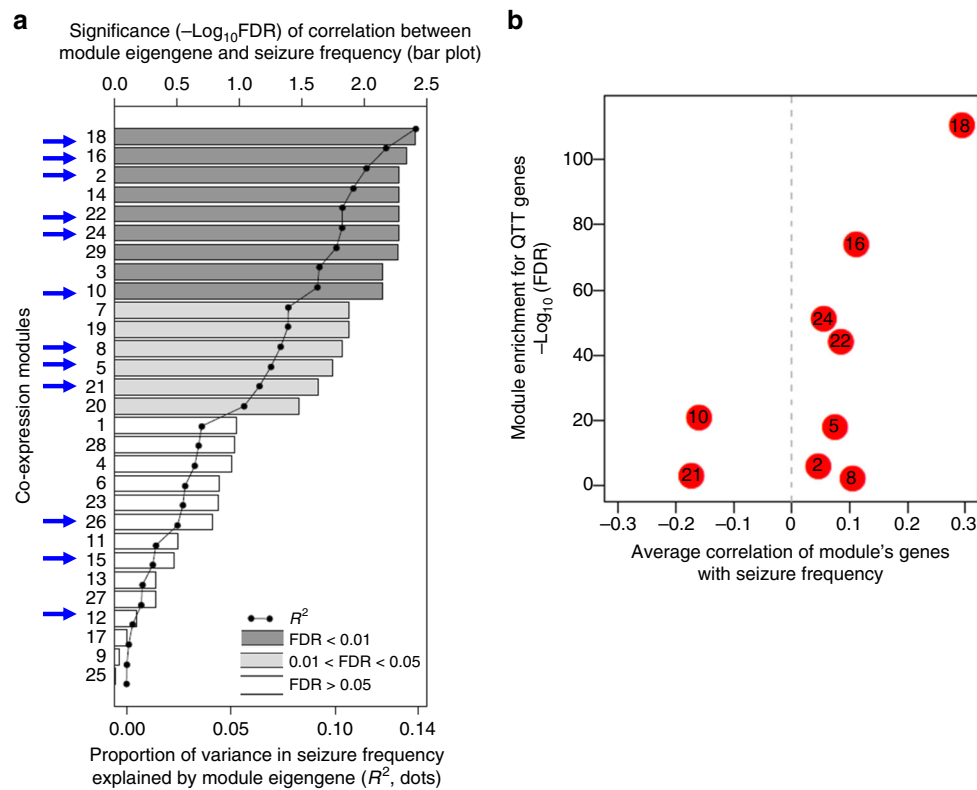 a
Significance (–Log10FDR) of correlation between
module eigengene and seizure frequency (bar plot)
0.0 0.5 1.0 1.5 2.0 2.5
Co-expression modules
18
16
2
14
22
24
29
3
10
7
19
8
5
21
20
1
28
4
6
23
26
11
15
13
27
12
17
9
25
R²
FDR < 0.01
0.01 < FDR < 0.05
FDR > 0.05
0.00 0.05 0.10 0.14
Proportion of variance in seizure frequency
explained by module eigengene (R², dots)
b
Module enrichment for QTT genes
–Log10 (FDR)
100
80
60
40
20
0
18
16
24
22
10
5
2
21
8
–0.3 –0.2 –0.1 0 0.1 0.2 0.3
Average correlation of module's genes
with seizure frequency